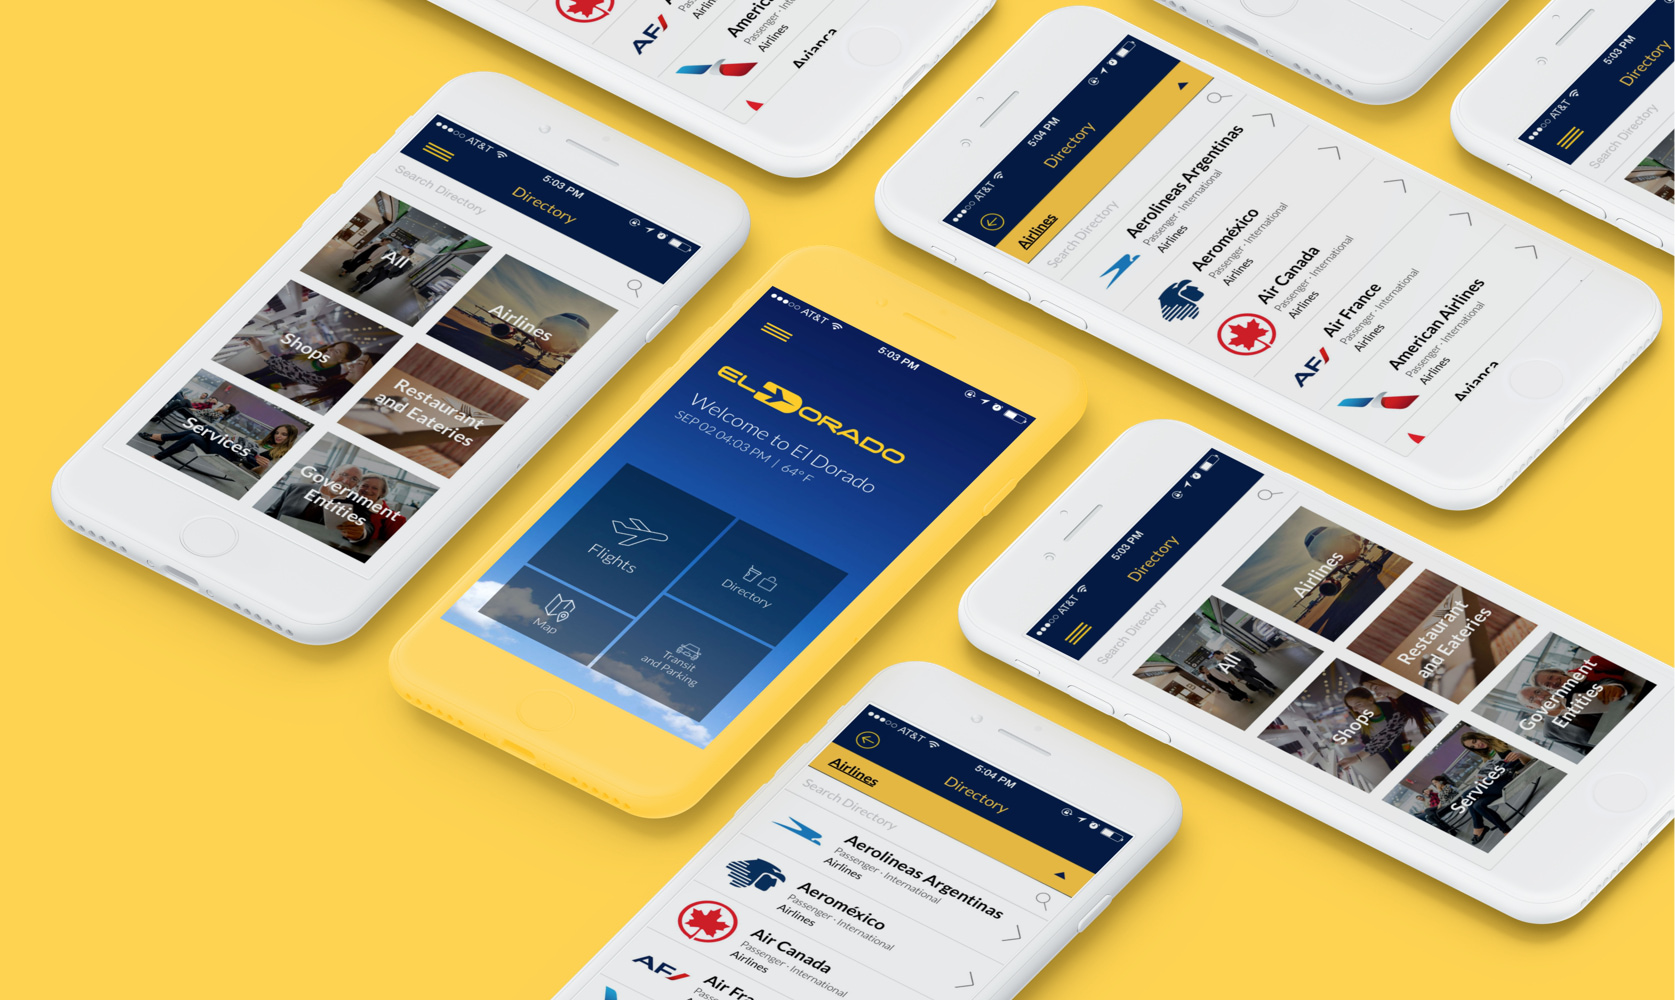 AF/
Americ
Passenger
Airlines
Avianca
AT&T
5:03 PM
Directory
Search Directory
All
Airlines
Shops
Restaurant
and Eateries
Services
Government
Entities
AT&T
5:03 PM
EL DORADO
Welcome to El Dorado
SEP 02 04:03 PM | 64° F
Flights
Directory
Map
Transit
and Parking
AT&T
5:04 PM
Directory
Airlines
Search Directory
Aerolineas Argentinas
Passenger · International
Airlines
Aeroméxico
Passenger · International
Airlines
Air Canada
Passenger · International
Airlines
AF/
Air France
Passenger · International
Airlines
American Airlines
Passenger · International
Airlines
Avianca
AT&T
5:03 PM
Directory
Search Directory
AT&T
5:03 PM
Directory
Search Directory
All
Airlines
Shops
Restaurant
and Eateries
Services
Government
Entities
AT&T
5:04 PM
Directory
Airlines
Search Directory
Aerolineas Argentinas
Passenger · International
Airlines
Aeroméxico
Passenger · International
Airlines
Air Canada
Passenger · International
Airlines
AF/
Air Fra